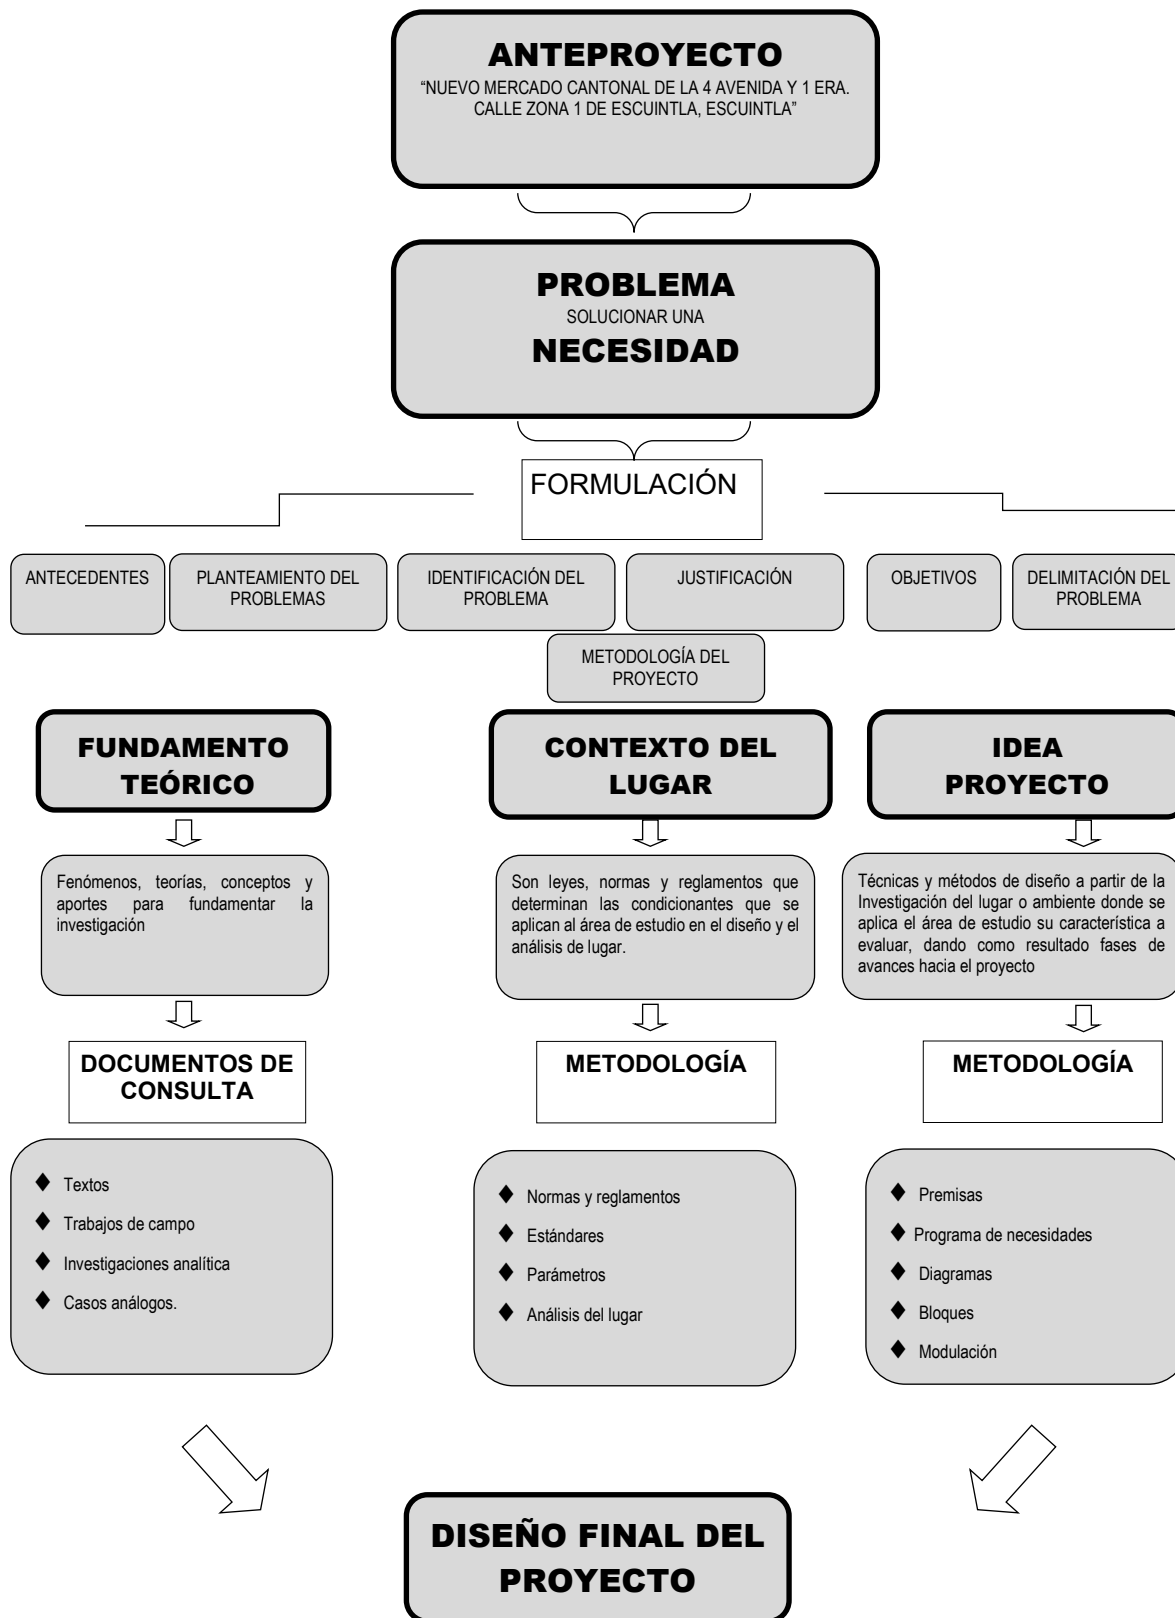 ANTEPROYECTO
“NUEVO MERCADO CANTONAL DE LA 4 AVENIDA Y 1 ERA.
CALLE ZONA 1 DE ESCUINTLA, ESCUINTLA”
PROBLEMA
SOLUCIONAR UNA
NECESIDAD
FORMULACIÓN
ANTECEDENTES
PLANTEAMIENTO DEL
PROBLEMAS
IDENTIFICACIÓN DEL
PROBLEMA
JUSTIFICACIÓN
OBJETIVOS
DELIMITACIÓN DEL
PROBLEMA
METODOLOGÍA DEL
PROYECTO
FUNDAMENTO
TEÓRICO
Fenómenos, teorías, conceptos y
aportes para fundamentar la
investigación
DOCUMENTOS DE
CONSULTA
♦ Textos
♦ Trabajos de campo
♦ Investigaciones analítica
♦ Casos análogos.
CONTEXTO DEL
LUGAR
Son leyes, normas y reglamentos que
determinan las condicionantes que se
aplican al área de estudio en el diseño y el
análisis de lugar.
METODOLOGÍA
♦ Normas y reglamentos
♦ Estándares
♦ Parámetros
♦ Análisis del lugar
IDEA
PROYECTO
Técnicas y métodos de diseño a partir de la
Investigación del lugar o ambiente donde se
aplica el área de estudio su característica a
evaluar, dando como resultado fases de
avances hacia el proyecto
METODOLOGÍA
♦ Premisas
♦ Programa de necesidades
♦ Diagramas
♦ Bloques
♦ Modulación
DISEÑO FINAL DEL
PROYECTO